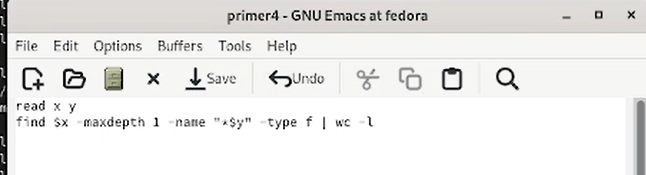 primer4 - GNU Emacs at fedora
File Edit Options Buffers Tools Help
Save Undo
read x y
find $x -maxdepth 1 -name "*$y" -type f | wc -l